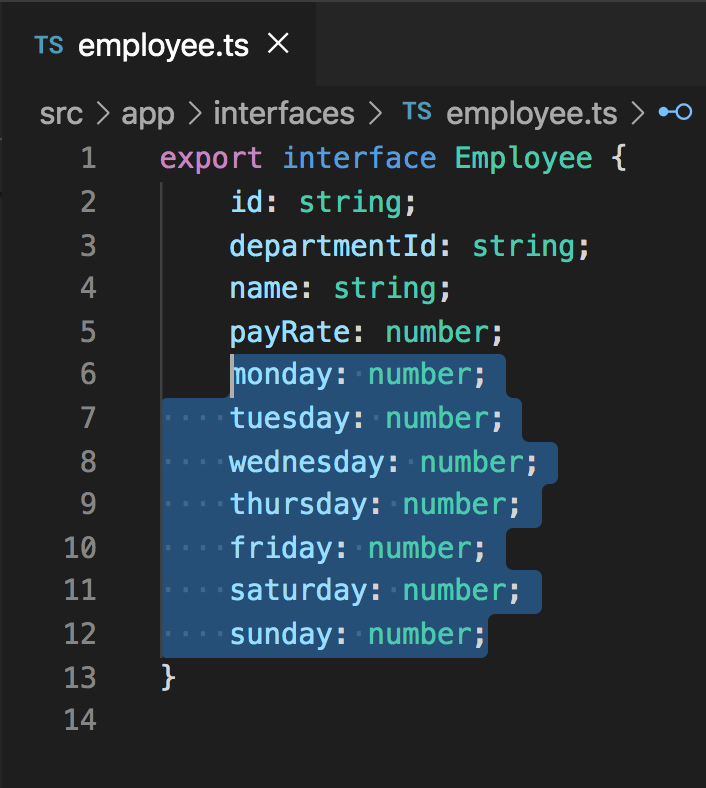 TS employee.ts ×
src > app > interfaces > TS employee.ts >
1 export interface Employee {
2 id: string;
3 departmentId: string;
4 name: string;
5 payRate: number;
6 monday: number;
7 tuesday: number;
8 wednesday: number;
9 thursday: number;
10 friday: number;
11 saturday: number;
12 sunday: number;
13 }
14